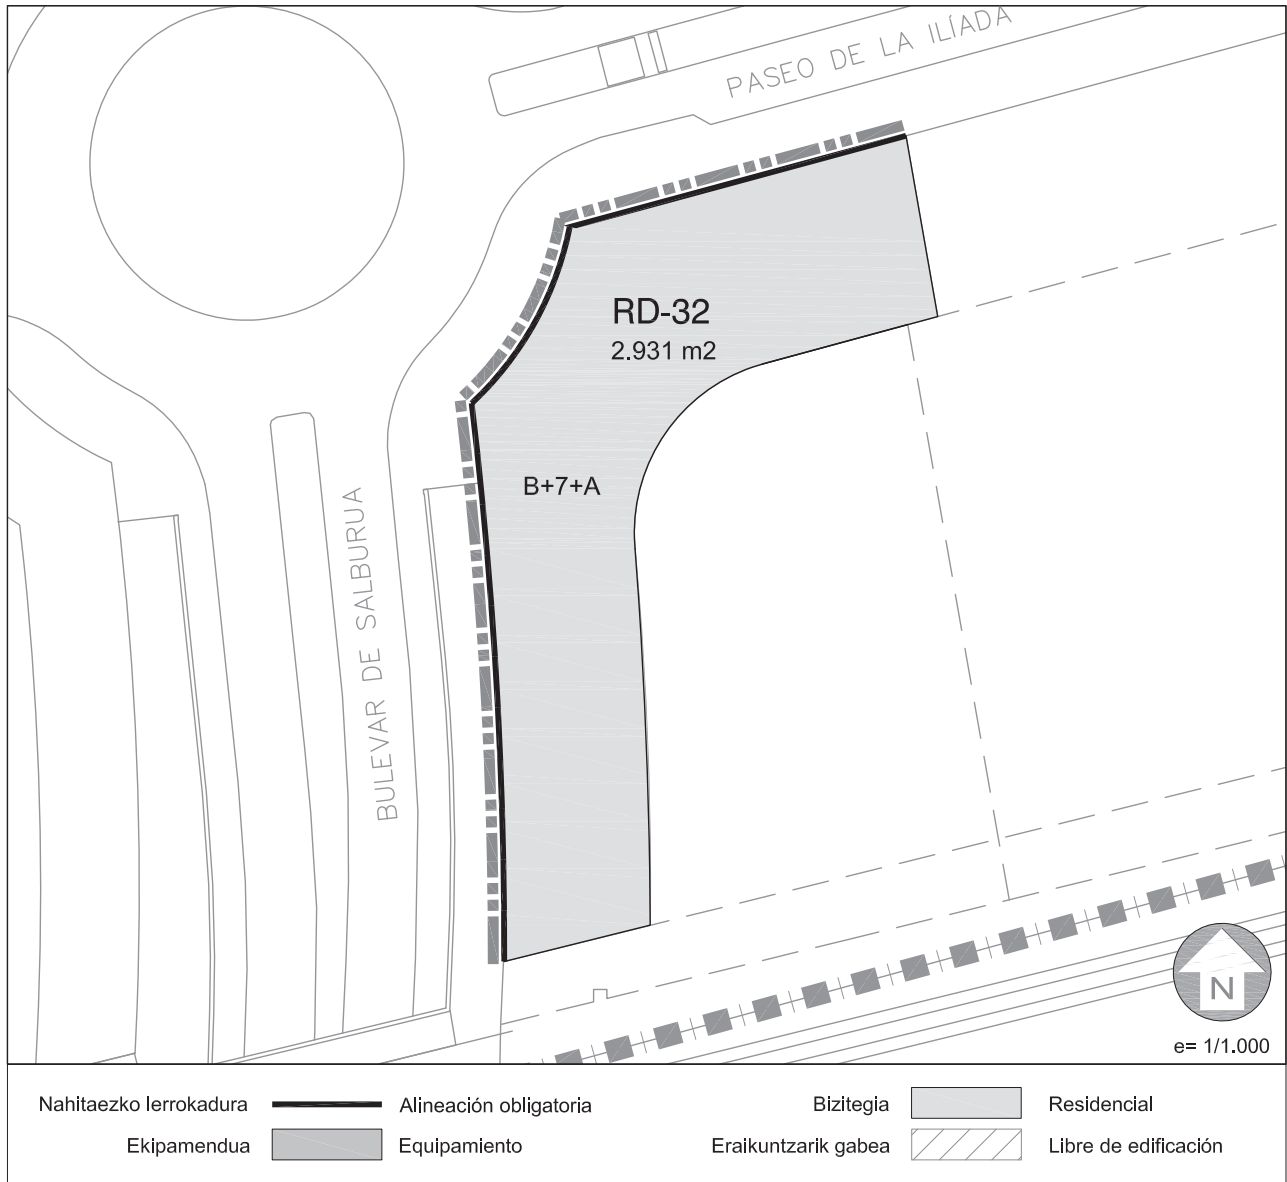 PASEO DE LA ILÍADA
RD-32
2.931 m2
B+7+A
BULEVAR DE SALBURUA
N
e= 1/1.000
Nahitaezko lerrokadura Alineación obligatoria
Bizitegia Residencial
Ekipamendua Equipamiento
Eraikuntzarik gabea Libre de edificación